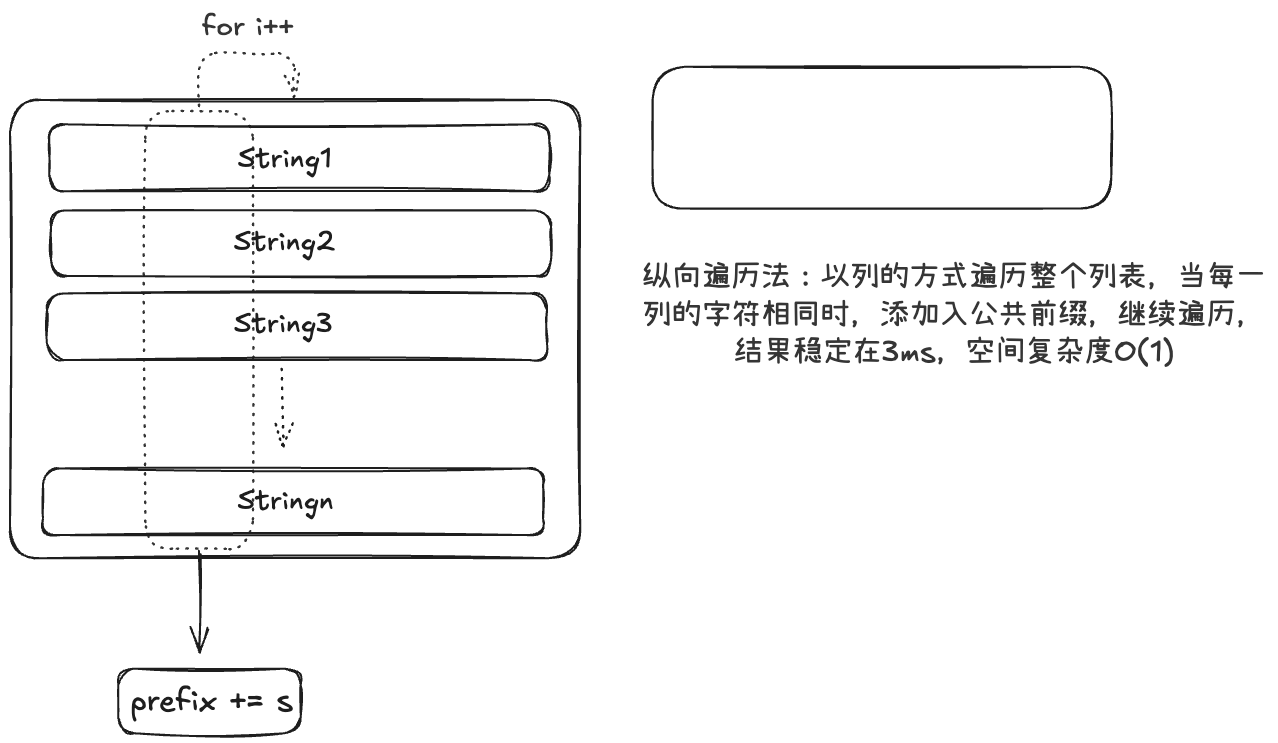 for i++
String1
String2
String3
Stringn
prefix += s
纵向遍历法：以列的方式遍历整个列表，当每一
列的字符相同时，添加入公共前缀，继续遍历，
结果稳定在3ms，空间复杂度O(1)